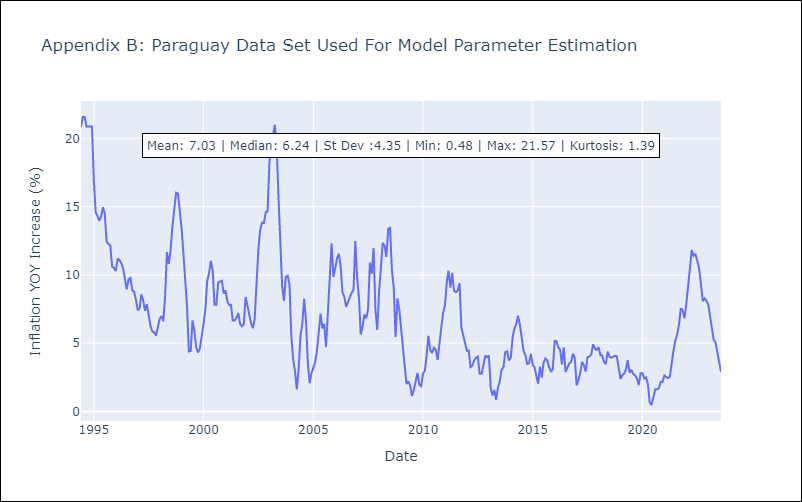 Appendix B: Paraguay Data Set Used For Model Parameter Estimation
Mean: 7.03 | Median: 6.24 | St Dev :4.35 | Min: 0.48 | Max: 21.57 | Kurtosis: 1.39
Inflation YOY Increase (%)
20
15
10
5
0
1995
2000
2005
2010
2015
2020
Date